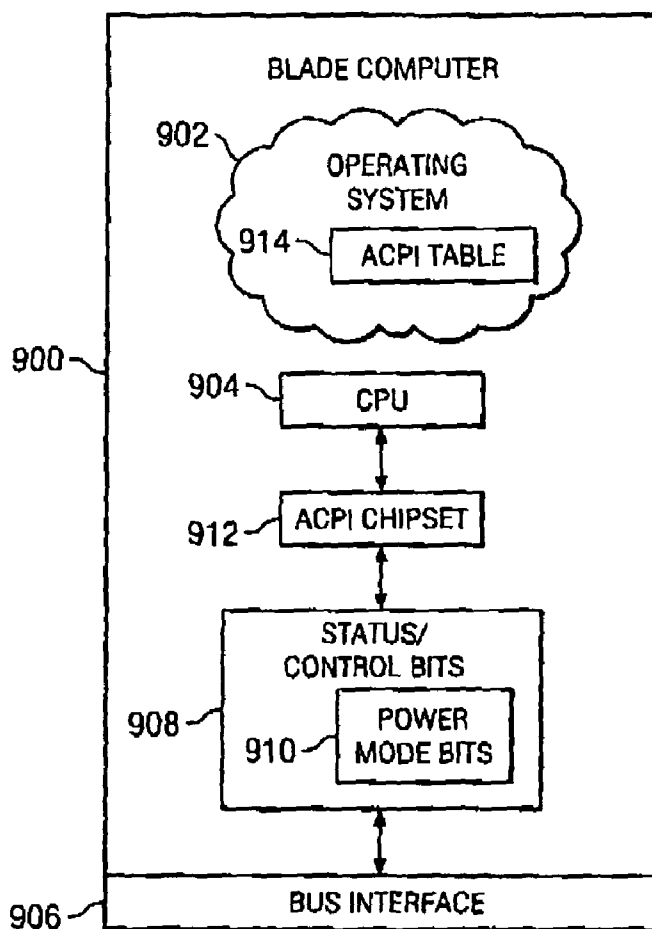 BLADE COMPUTER
902
OPERATING
SYSTEM
914
ACPI TABLE
900
904
CPU
912
ACPI CHIPSET
STATUS/
CONTROL BITS
908
910
POWER
MODE BITS
906
BUS INTERFACE